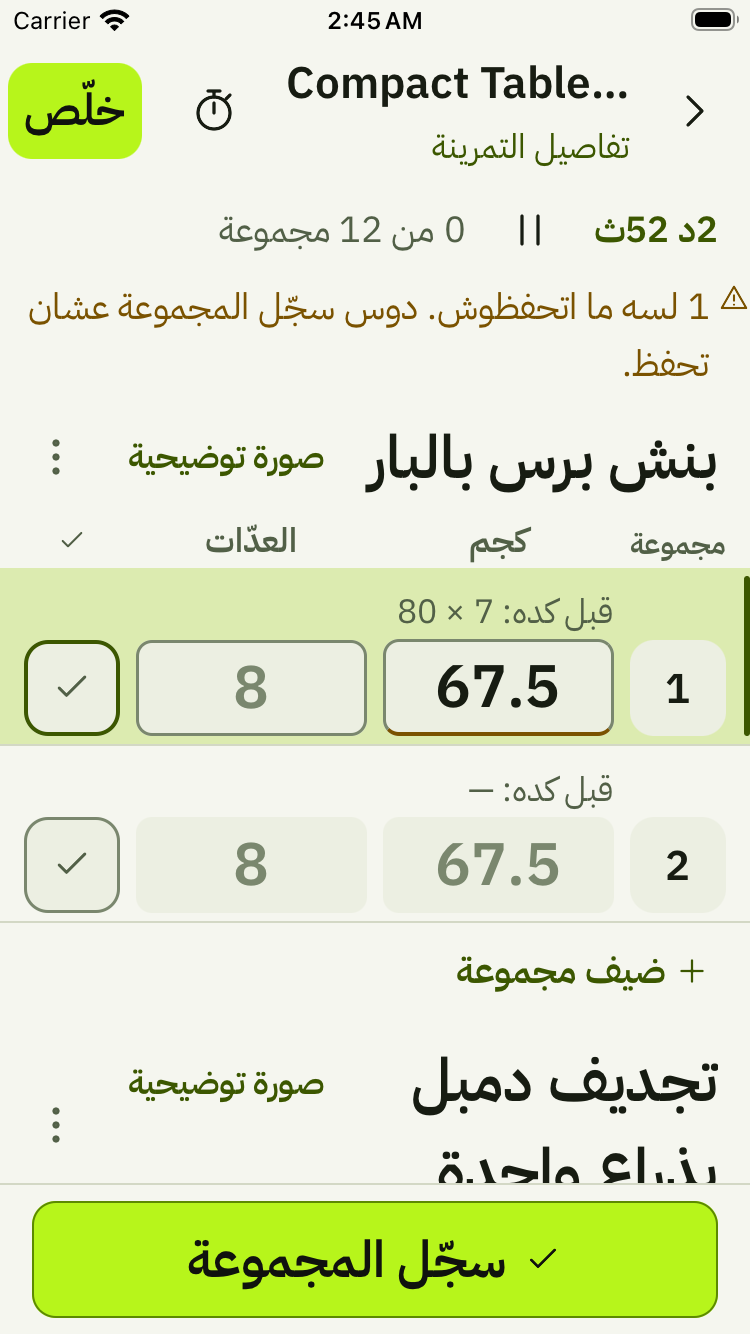 Carrier 2:45 AM
Compact Table...
خلّص
تفاصيل التمرينة
2د 52ث 0 من 12 مجموعة
1 لسه ما اتحفظوش. دوس سجّل المجموعة عشان
تحفظ.
بنش برس بالبار صورة توضيحية
مجموعة كجم العدّات ✓
قبل كده: 7 × 80
1 67.5 8 ✓
قبل كده: —
2 67.5 8 ✓
+ ضيف مجموعة
تجديف دمبل صورة توضيحية
بذراع واحدة
✓ سجّل المجموعة